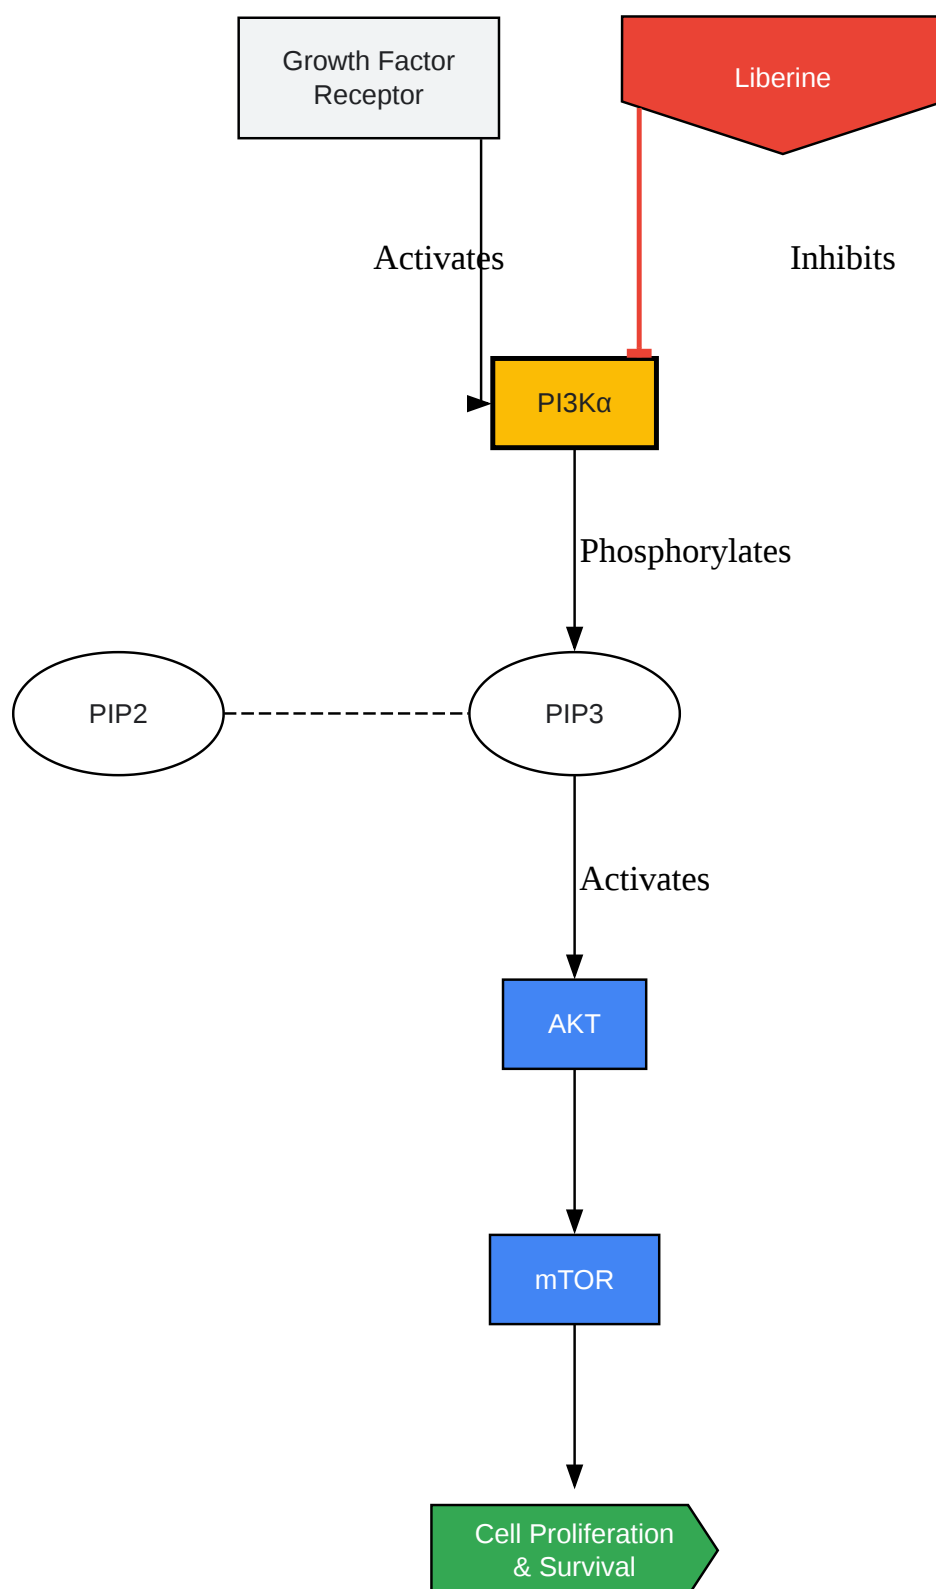 Growth Factor
Receptor
Liberine
Activates
Inhibits
PI3Kα
Phosphorylates
PIP2
PIP3
Activates
AKT
mTOR
Cell Proliferation
& Survival